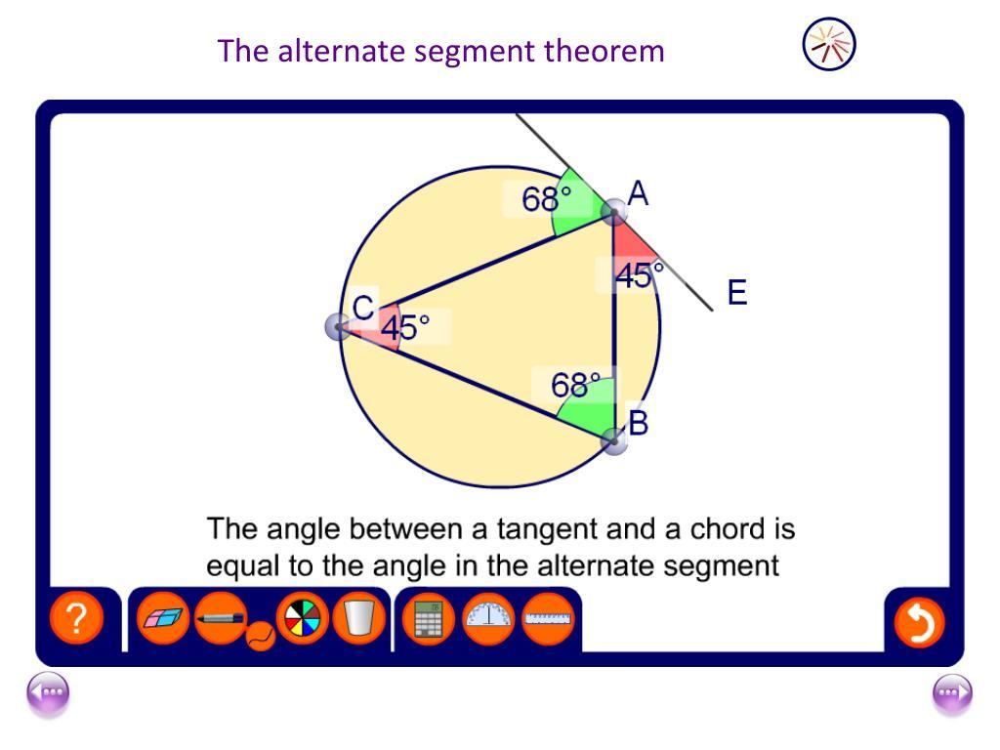 The alternate segment theorem
68°
A
45°
E
C
45°
68°
B
The angle between a tangent and a chord is
equal to the angle in the alternate segment
?